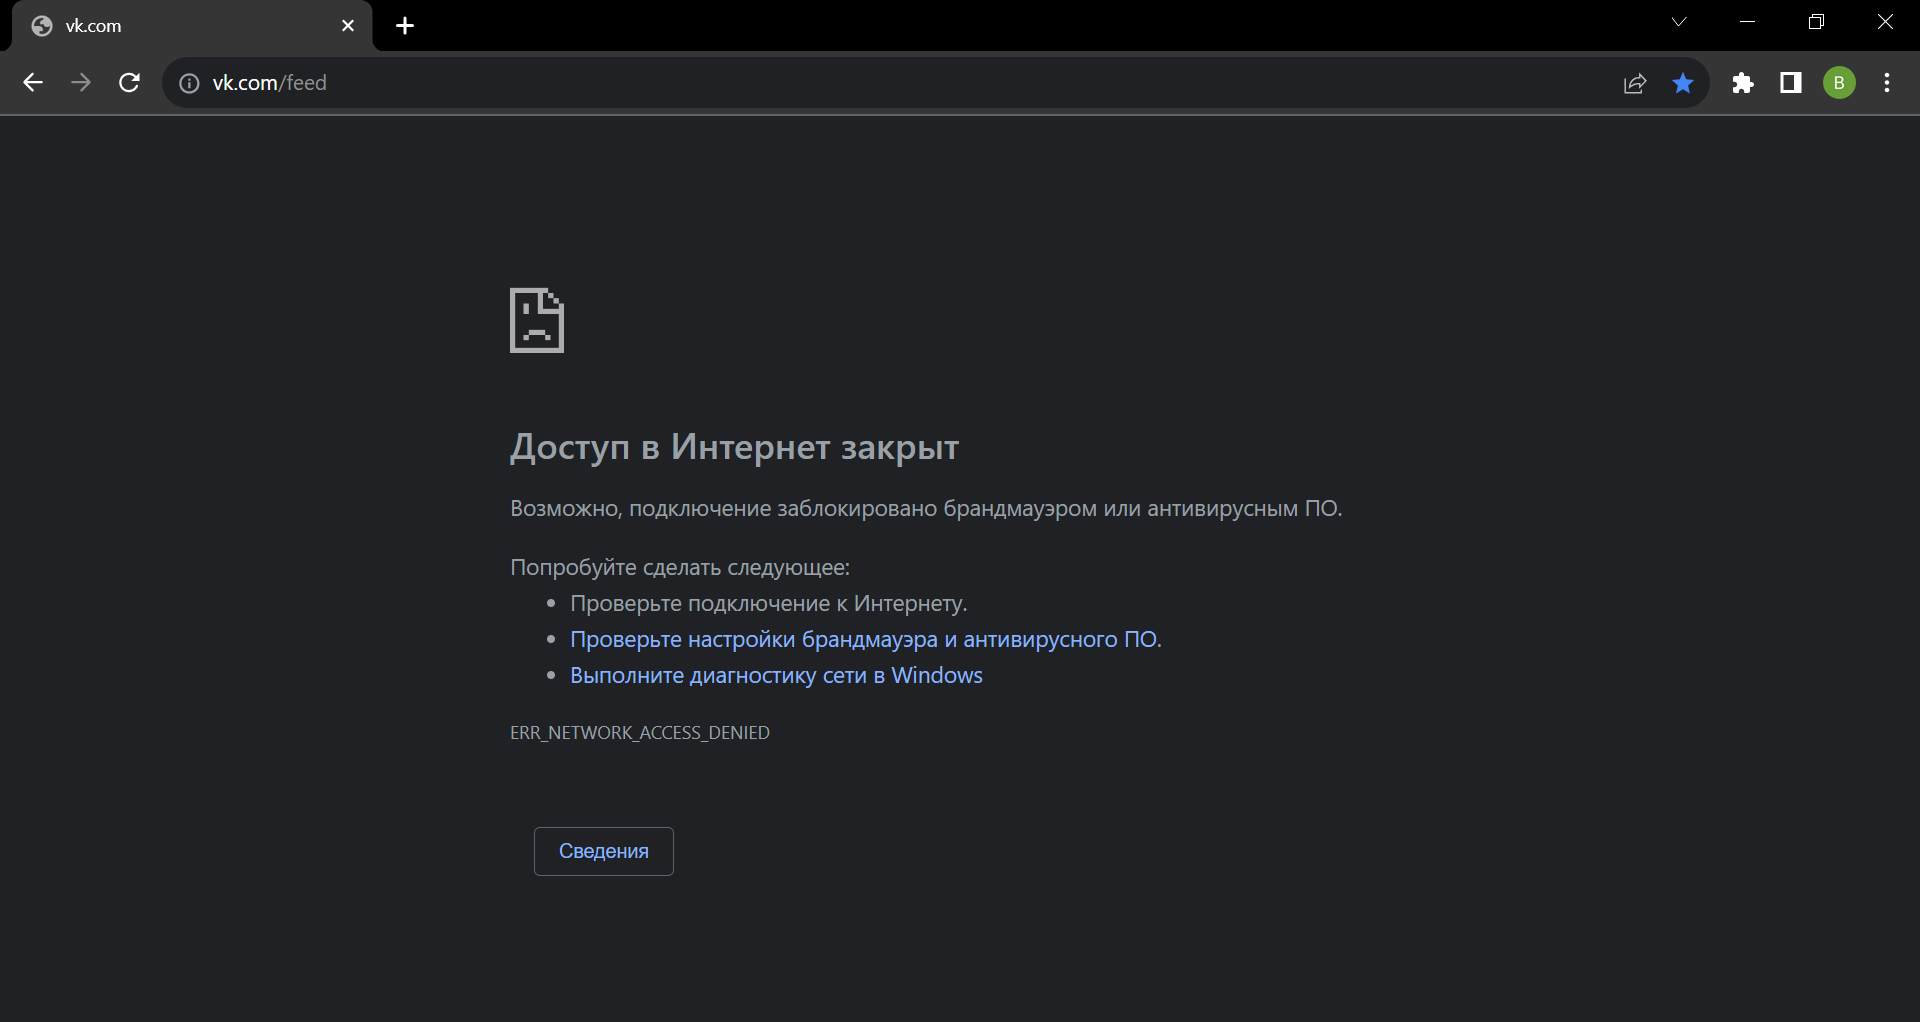 vk.com
vk.com/feed
B
Доступ в Интернет закрыт
Возможно, подключение заблокировано брандмауэром или антивирусным ПО.
Попробуйте сделать следующее:
Проверьте подключение к Интернету.
Проверьте настройки брандмауэра и антивирусного ПО.
Выполните диагностику сети в Windows
ERR_NETWORK_ACCESS_DENIED
Сведения